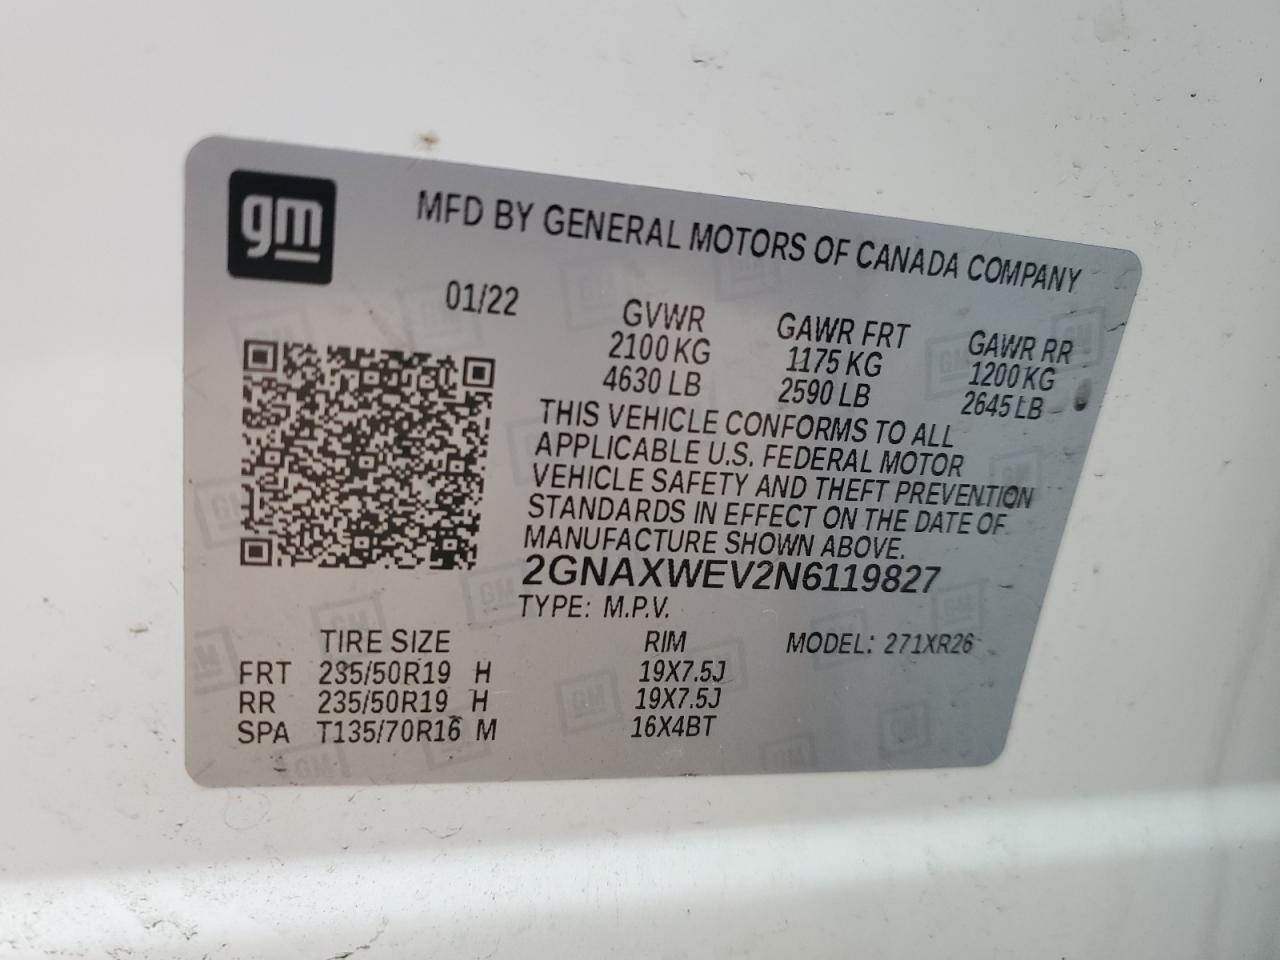 gm
MFD BY GENERAL MOTORS OF CANADA COMPANY
01/22
GVWR GAWR FRT GAWR RR
2100 KG 1175 KG 1200 KG
4630 LB 2590 LB 2645 LB
THIS VEHICLE CONFORMS TO ALL
APPLICABLE U.S. FEDERAL MOTOR
VEHICLE SAFETY AND THEFT PREVENTION
STANDARDS IN EFFECT ON THE DATE OF
MANUFACTURE SHOWN ABOVE.
2GNAXWEV2N6119827
TYPE: M.P.V.
TIRE SIZE RIM MODEL: 271XR26
FRT 235/50R19 H 19X7.5J
RR 235/50R19 H 19X7.5J
SPA T135/70R16 M 16X4BT